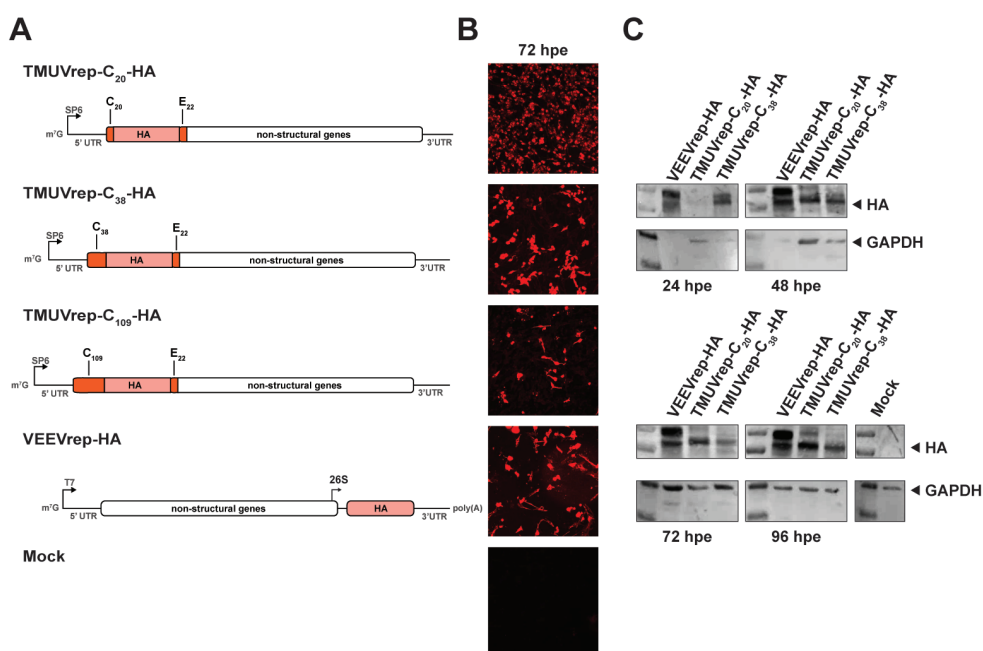 A
TMUVrep-C20-HA
SP6
C20
E22
m7G
HA
non-structural genes
5' UTR
3'UTR
TMUVrep-C38-HA
SP6
C38
E22
m7G
HA
non-structural genes
5' UTR
3'UTR
TMUVrep-C109-HA
SP6
C109
E22
m7G
HA
non-structural genes
5' UTR
3'UTR
VEEVrep-HA
T7
26S
m7G
non-structural genes
HA
poly(A)
5' UTR
3'UTR
Mock
B
72 hpe
C
VEEVrep-HA
TMUVrep-C20-HA
TMUVrep-C38-HA
VEEVrep-HA
TMUVrep-C20-HA
TMUVrep-C38-HA
HA
GAPDH
24 hpe
48 hpe
VEEVrep-HA
TMUVrep-C20-HA
TMUVrep-C38-HA
VEEVrep-HA
TMUVrep-C20-HA
TMUVrep-C38-HA
Mock
HA
GAPDH
72 hpe
96 hpe